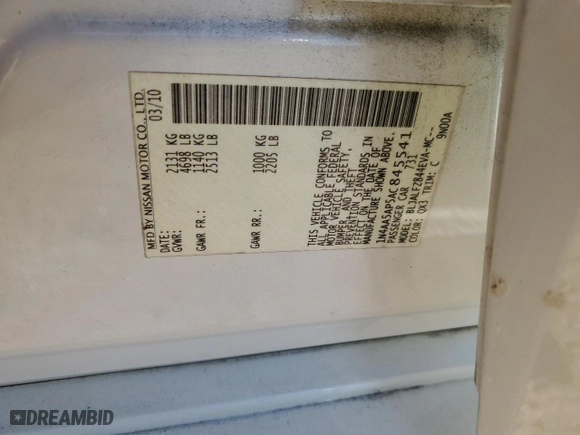 MFD BY NISSAN MOTOR CO., LTD.
DATE: 03/10
GVWR: 2131 KG
4698 LB
GAWR FR.: 1140 KG
2513 LB
GAWR RR.: 1000 KG
2205 LB
THIS VEHICLE CONFORMS TO
ALL APPLICABLE FEDERAL
MOTOR VEHICLE SAFETY,
BUMPER, AND THEFT
PREVENTION STANDARDS IN
EFFECT ON THE DATE OF
MANUFACTURE SHOWN ABOVE.
1N4AA5AP5AC845541
PASSENGER CAR 731
MODEL: BLJALFZ844EVA-MC--
COLOR: QX3 TRIM: C 9N00A
DREAMBID